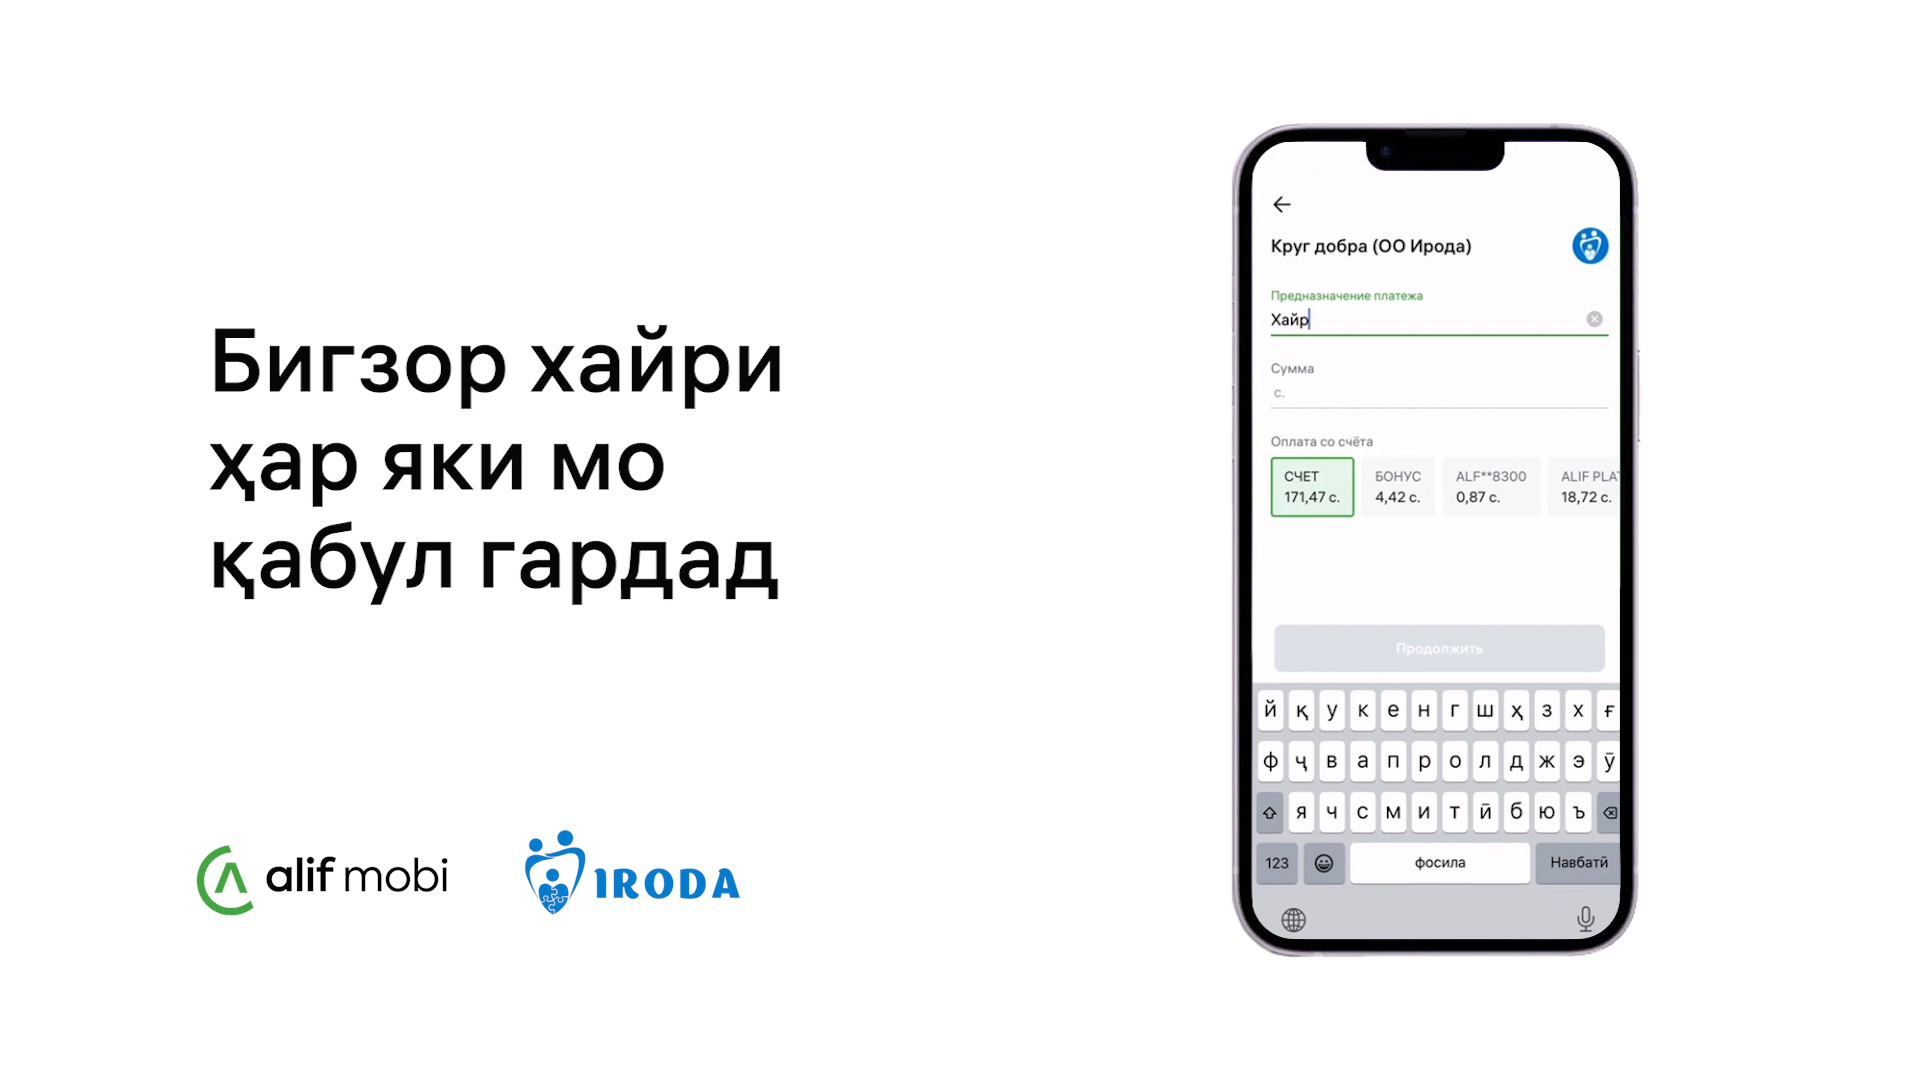 Бигзор хайри
ҳар яки мо
қабул гардад
alif mobi
IRODA
Круг добра (ОО Ирода)
Предназначение платежа
Хайр
Сумма
с.
Оплата со счёта
СЧЕТ БОНУС ALF**8300 ALIF PLAT
171,47 с. 4,42 с. 0,87 с. 18,72 с.
Продолжить
й қ у к е н г ш ҳ з х ғ
ф ҷ в а п р о л д ж э ӯ
я ч с м и т ӣ б ю ъ
123 фосила Навбатӣ